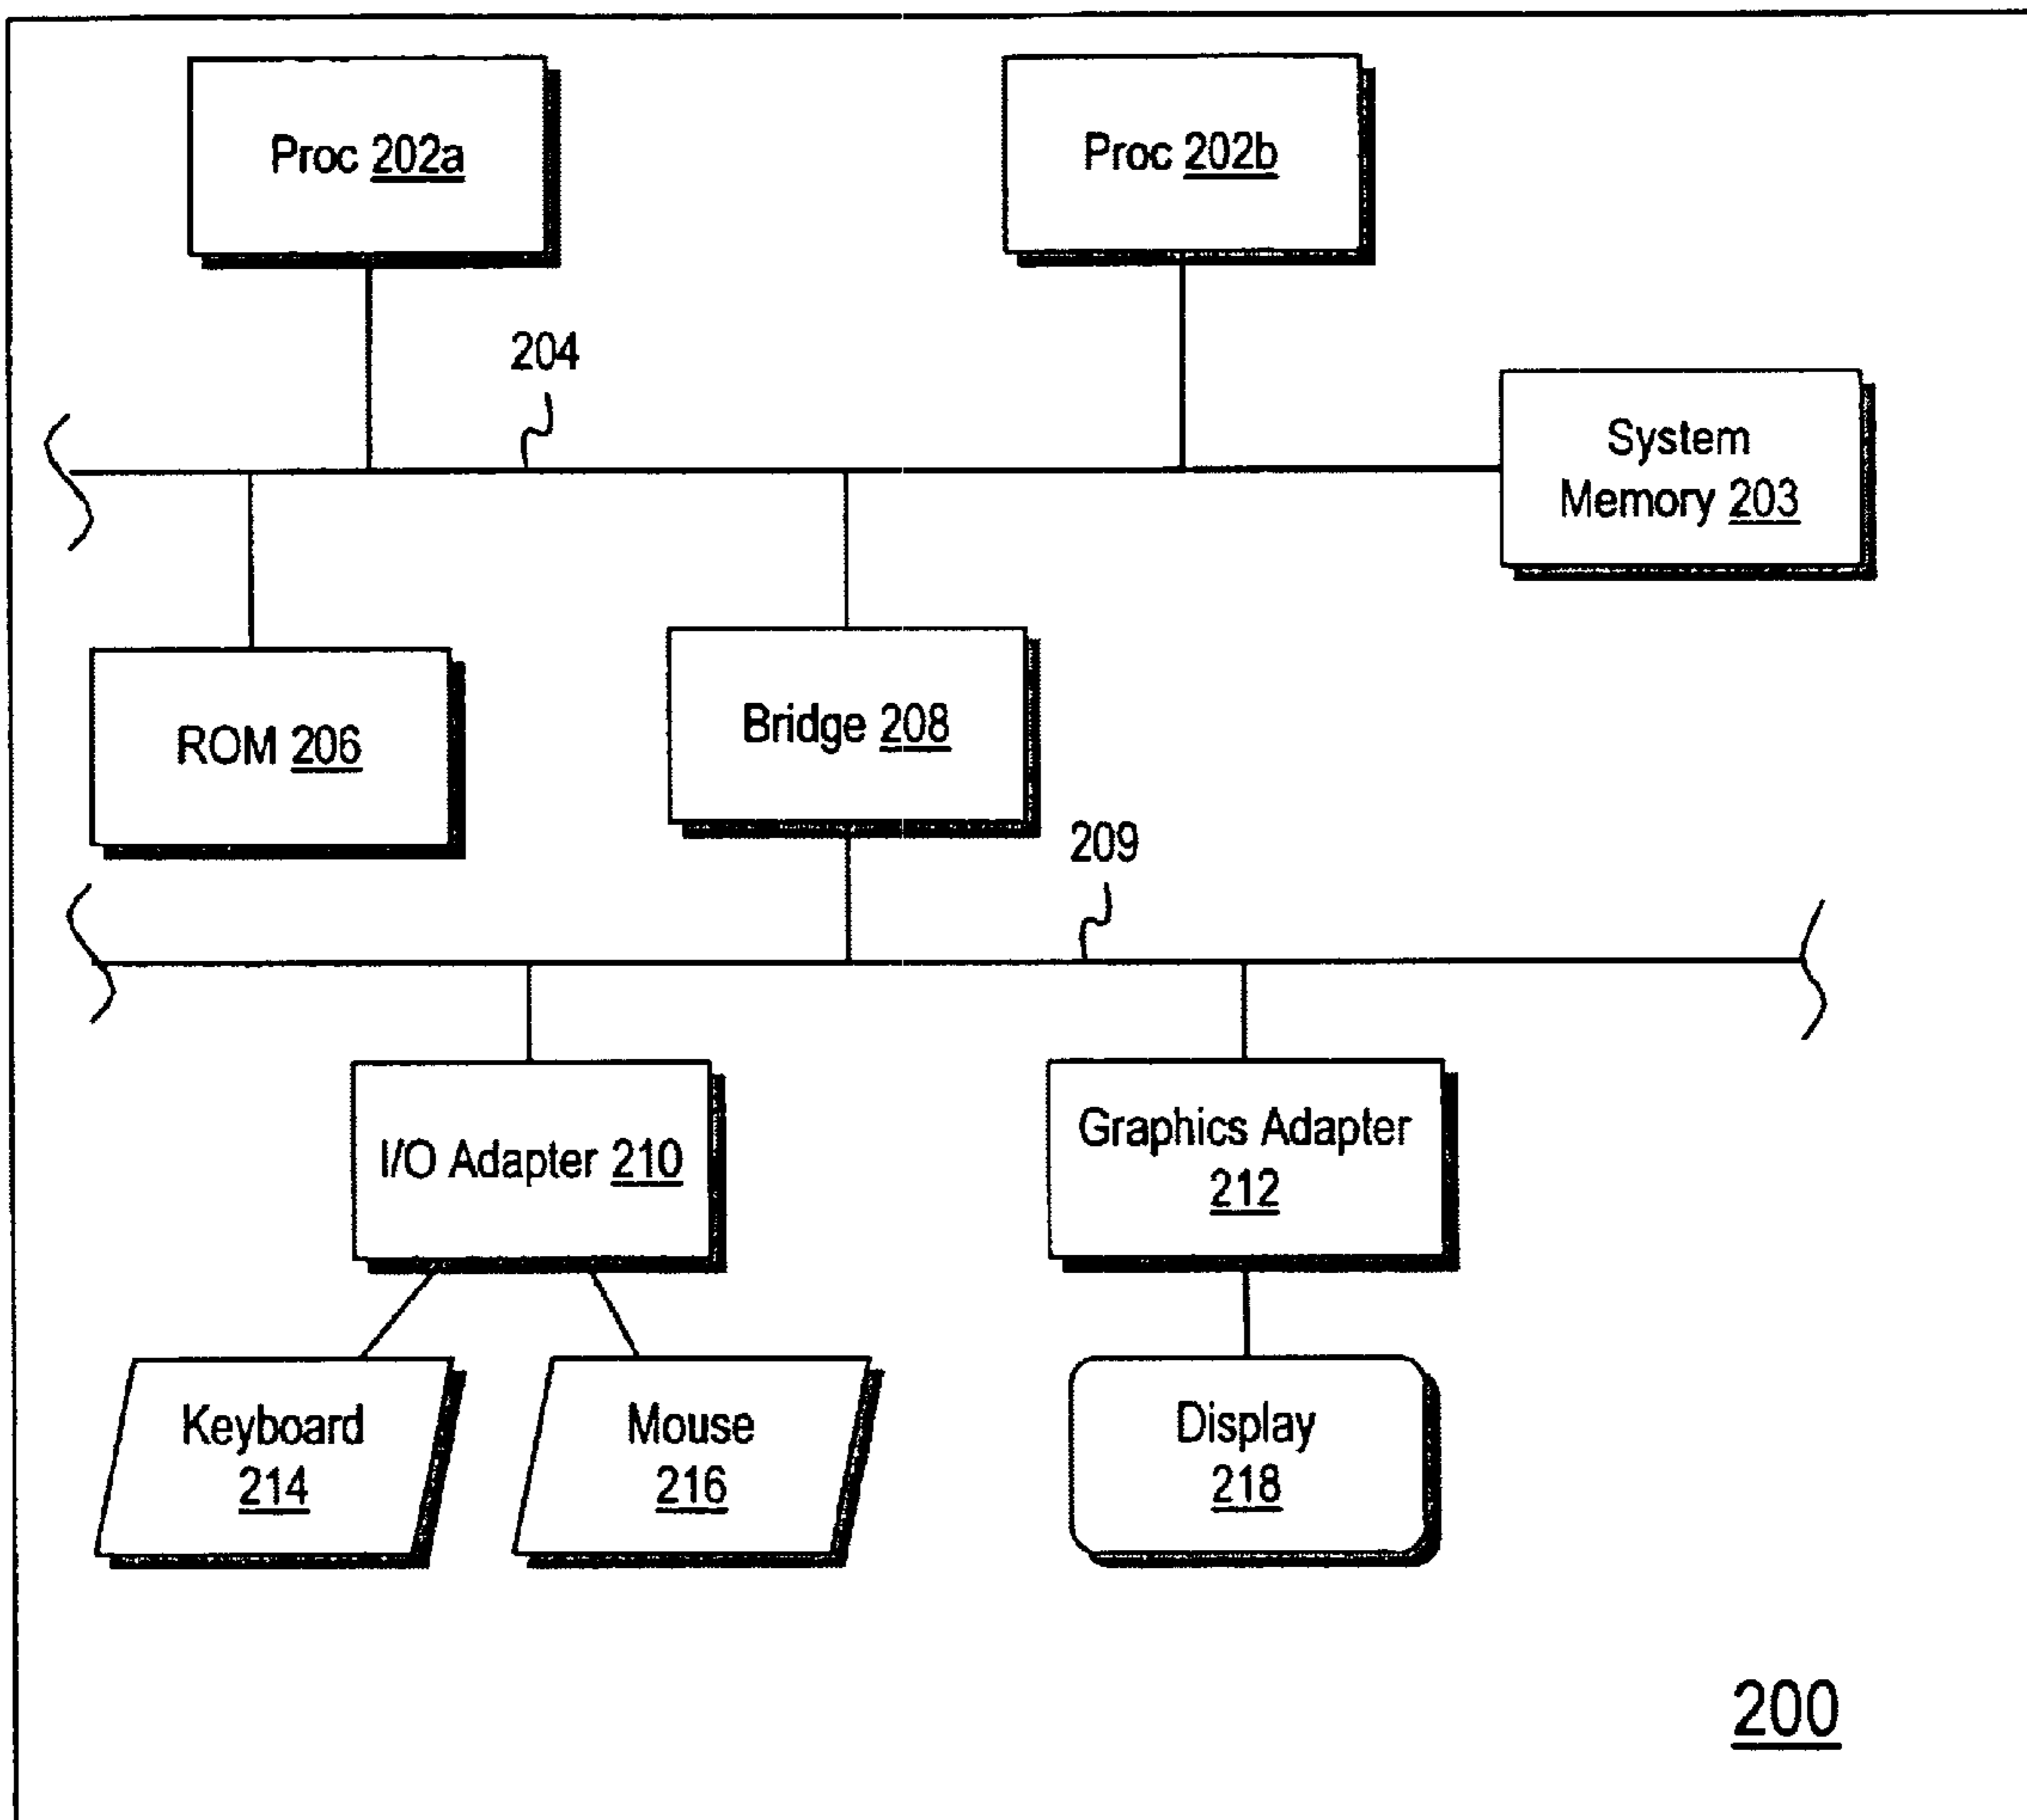 Proc 202a
Proc 202b
204
System
Memory 203
ROM 206
Bridge 208
209
I/O Adapter 210
Graphics Adapter
212
Keyboard
214
Mouse
216
Display
218
200